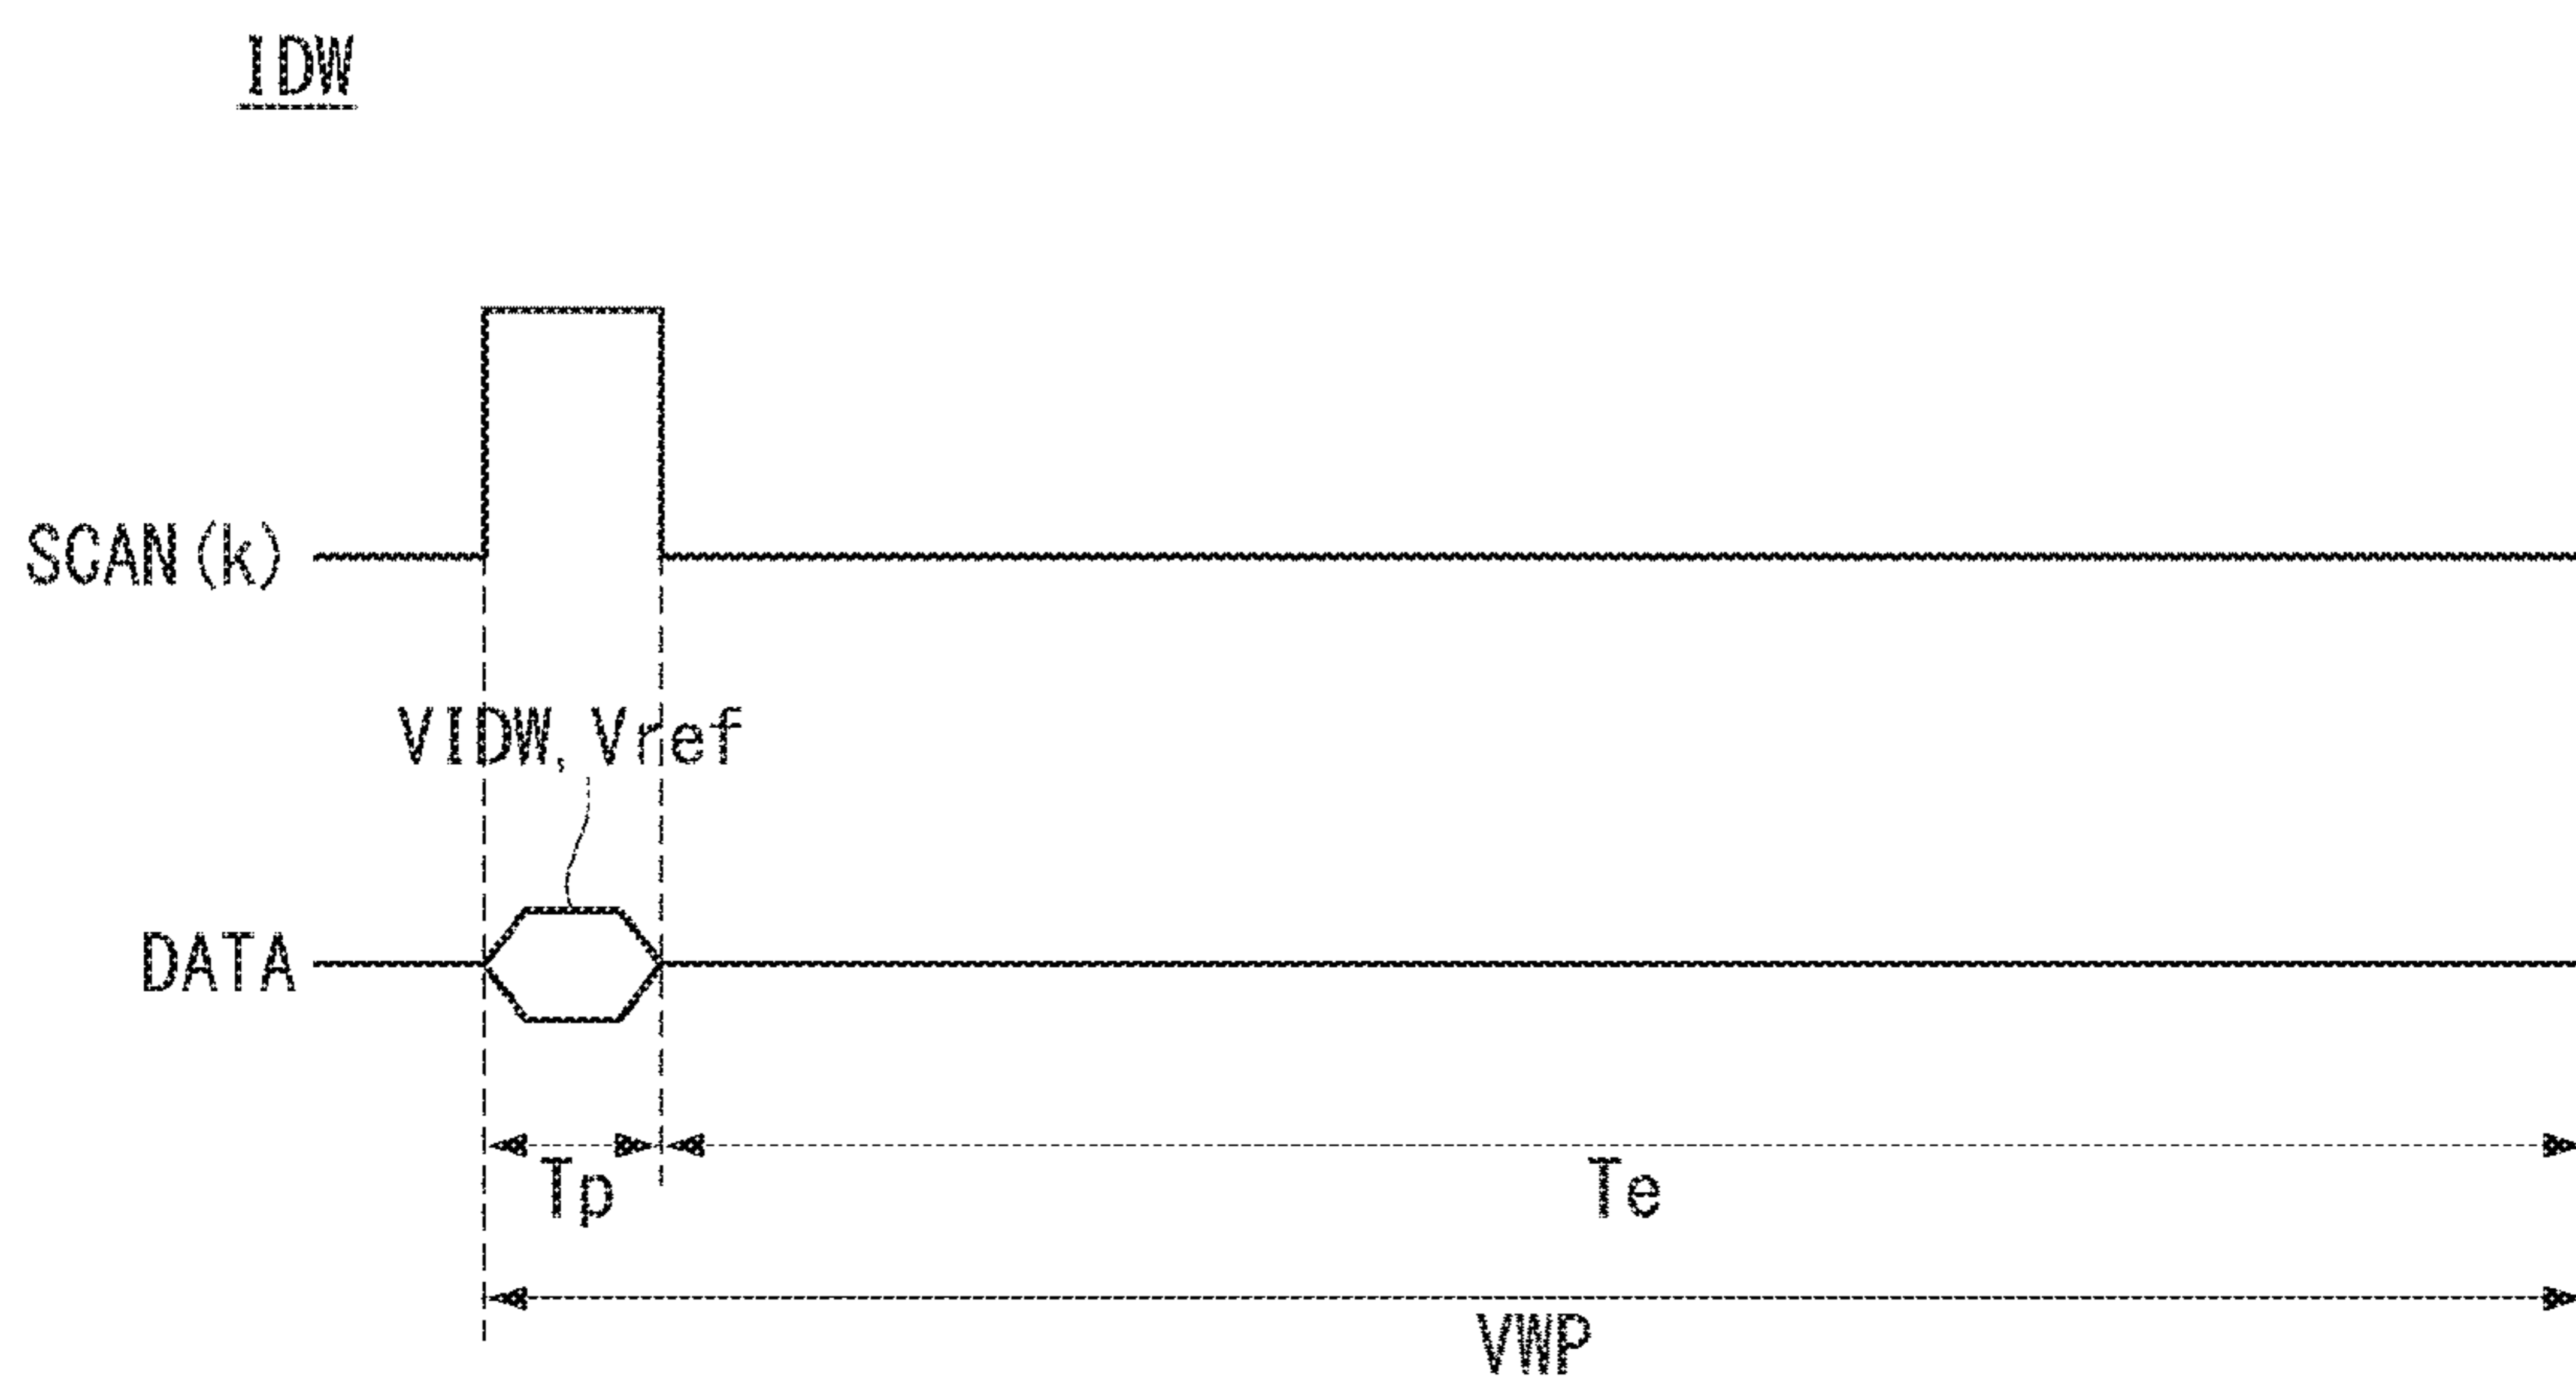 IDW
SCAN(k)
VIDW, Vref
DATA
Tp
Te
VWP